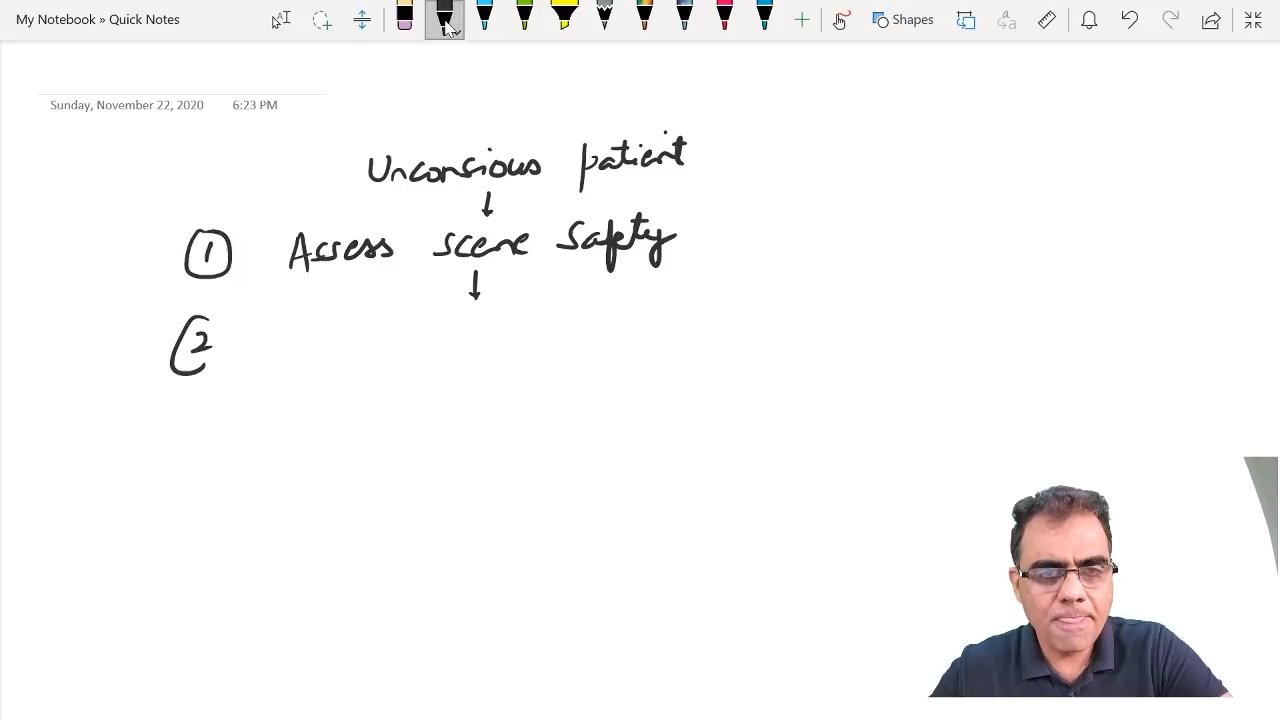 My Notebook » Quick Notes
Shapes
Sunday, November 22, 2020 6:23 PM
Unconscious patient
1 Assess scene safety
2